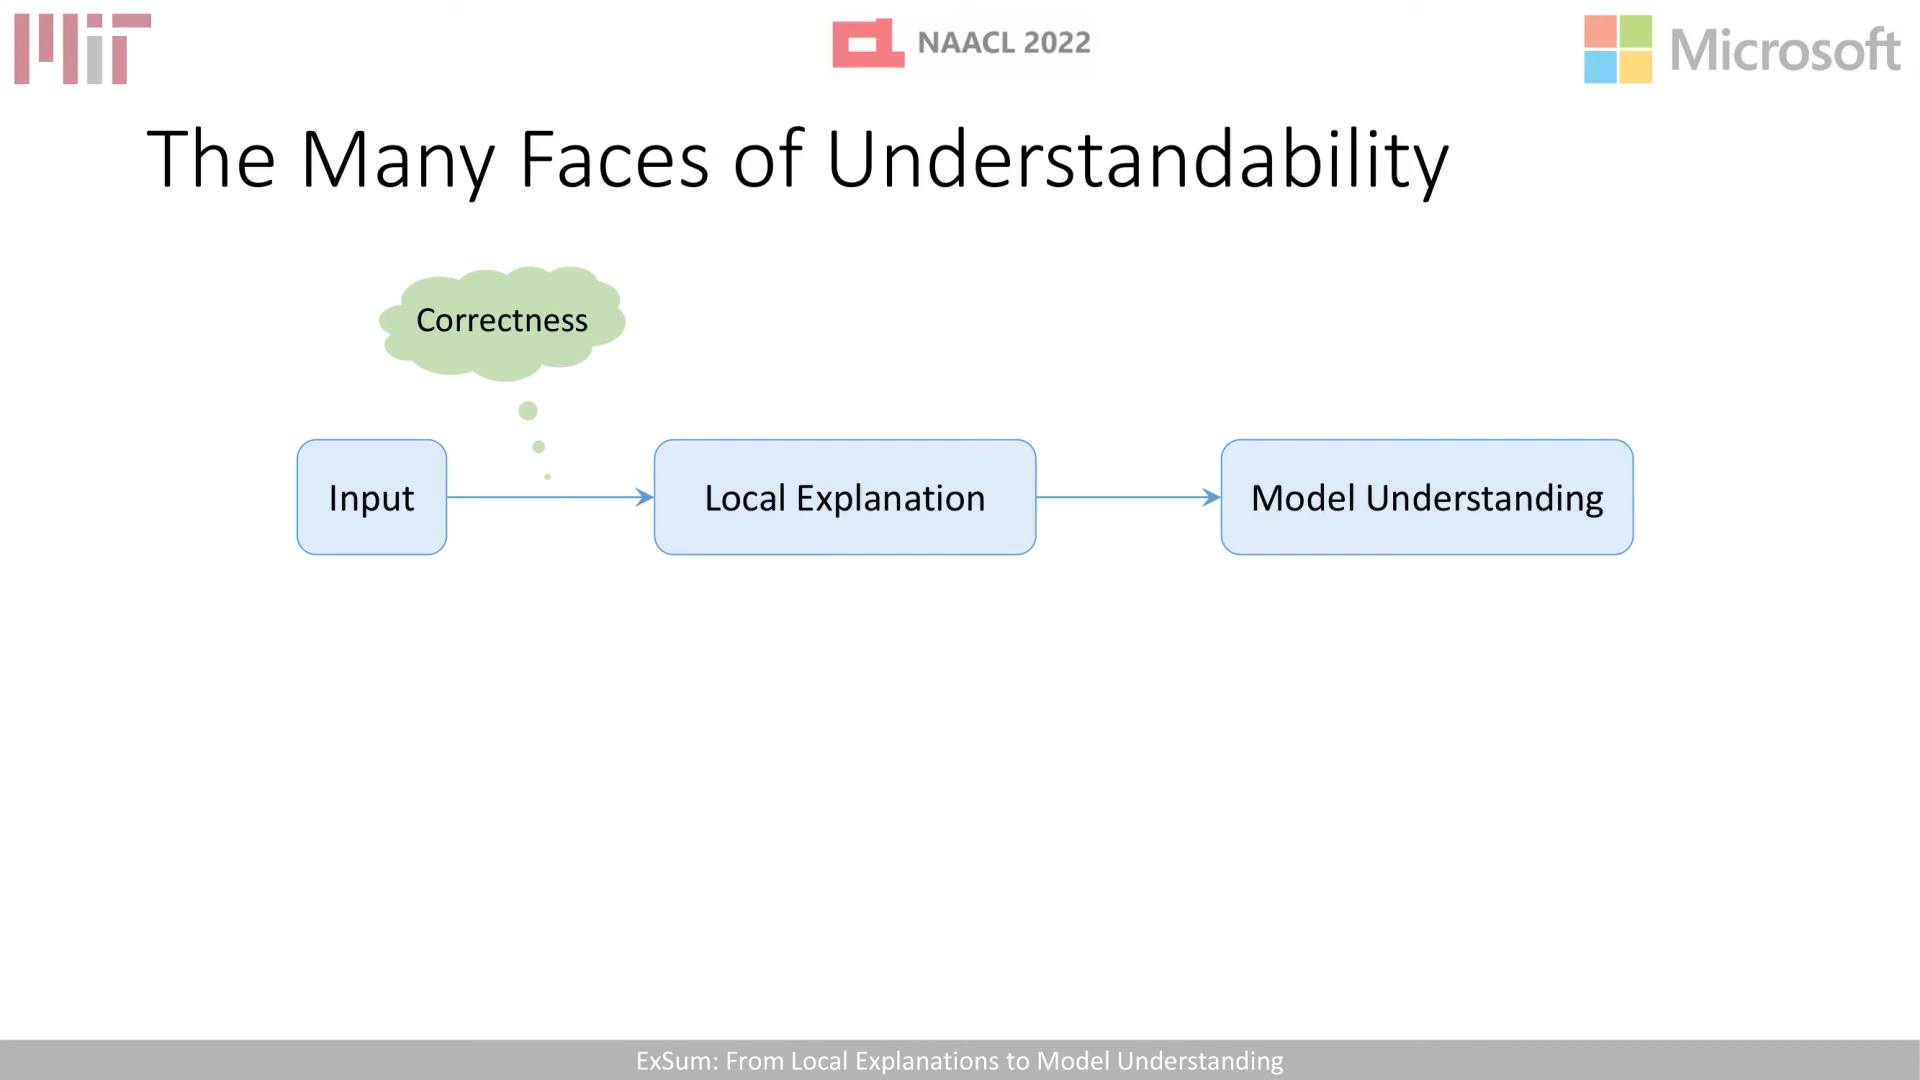 MIT
NAACL 2022
Microsoft
The Many Faces of Understandability
Correctness
Input
Local Explanation
Model Understanding
ExSum: From Local Explanations to Model Understanding